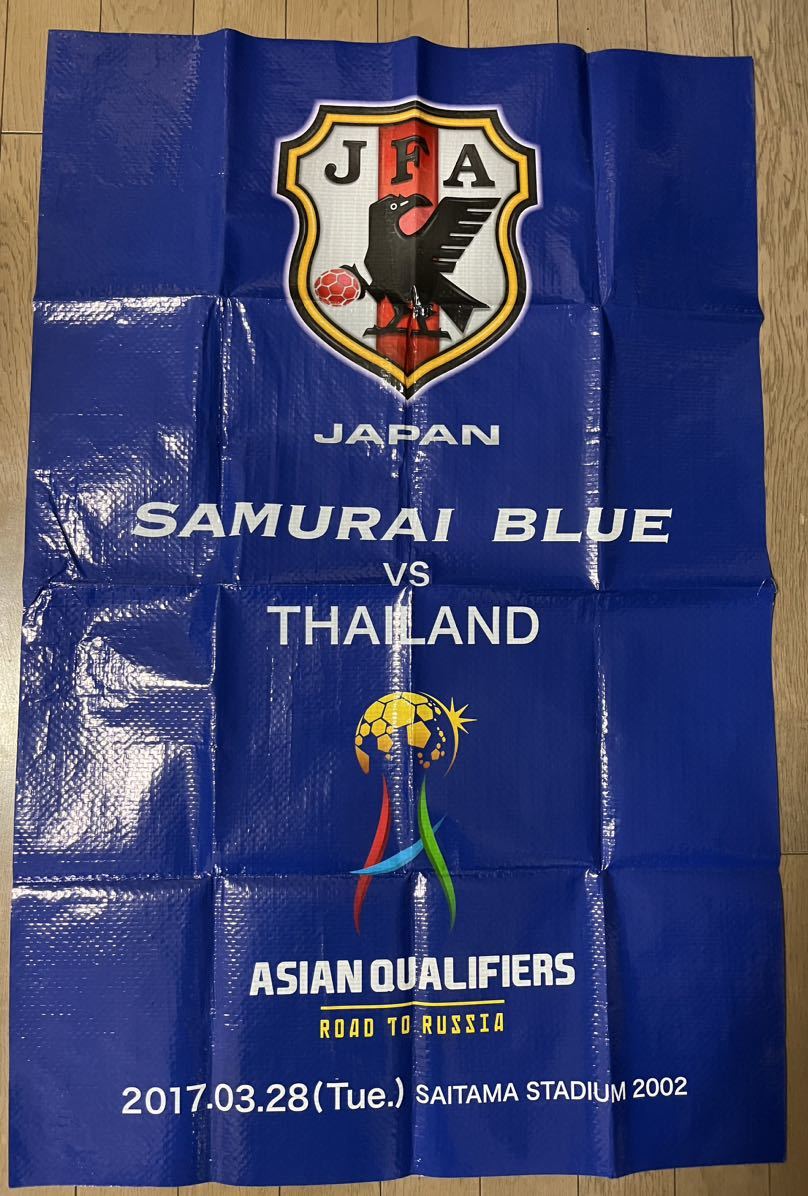 JFA
JAPAN
SAMURAI BLUE
VS
THAILAND
ASIAN QUALIFIERS
ROAD TO RUSSIA
2017.03.28(Tue.) SAITAMA STADIUM 2002